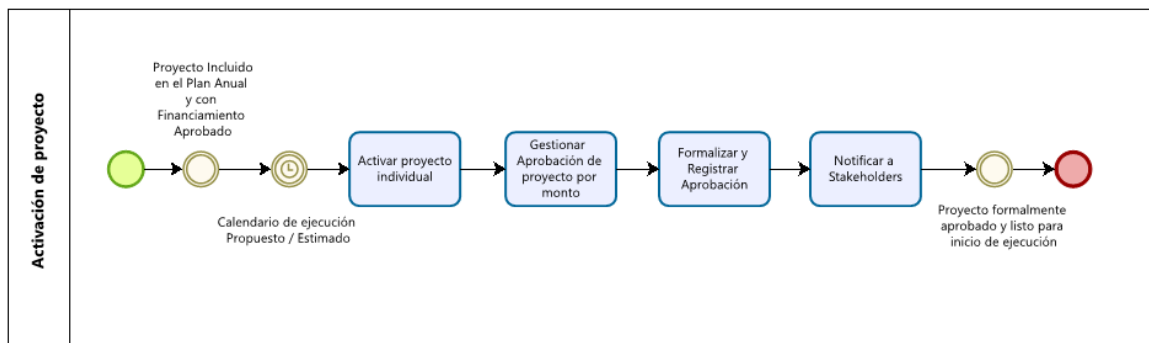 Activación de proyecto
Proyecto Incluido
en el Plan Anual
y con
Financiamiento
Aprobado
Calendario de ejecución
Propuesto / Estimado
Activar proyecto
individual
Gestionar
Aprobación de
proyecto por
monto
Formalizar y
Registrar
Aprobación
Notificar a
Stakeholders
Proyecto formalmente
aprobado y listo para
inicio de ejecución